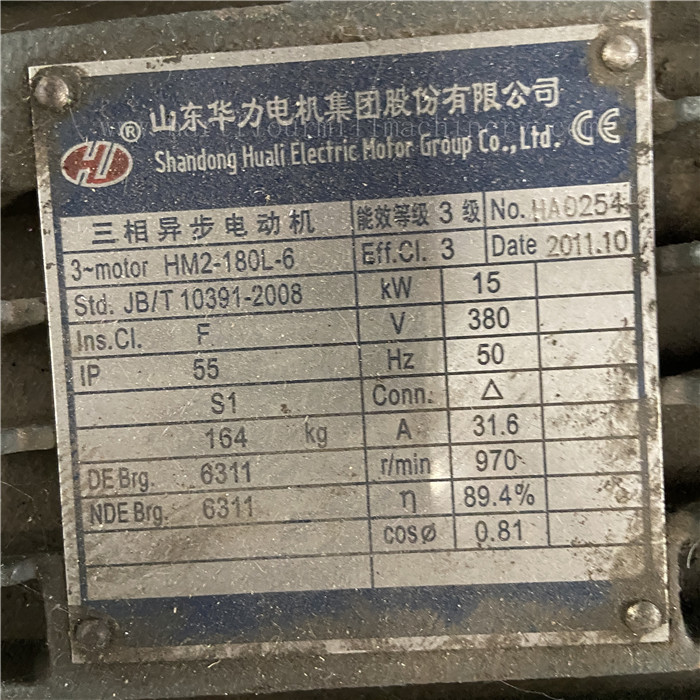 山东华力电机集团股份有限公司
HJ ® Shandong Huali Electric Motor Group Co.,Ltd. CE
三相异步电动机 能效等级 3 级 No. HA0254
3~motor HM2-180L-6 Eff.Cl. 3 Date 2011.10
Std. JB/T 10391-2008 kW 15
Ins.Cl. F V 380
IP 55 Hz 50
S1 Conn. △
164 kg A 31.6
DE Brg. 6311 r/min 970
NDE Brg. 6311 η 89.4%
cosø 0.81